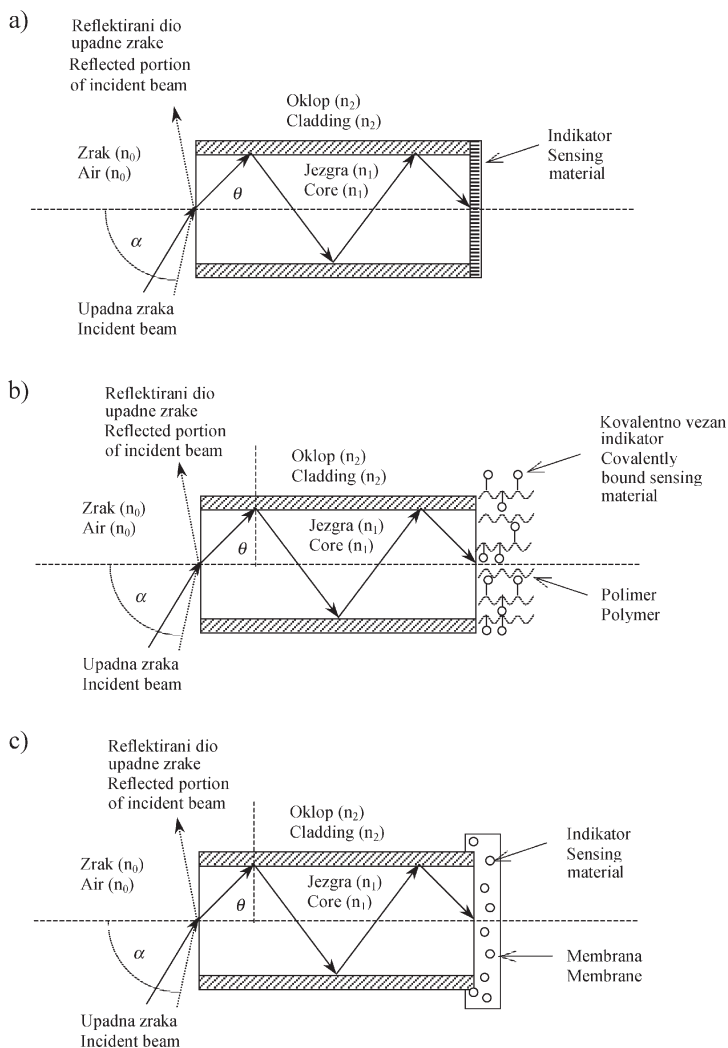 a)
Reflektirani dio
upadne zrake
Reflected portion
of incident beam
Oklop (n₂)
Cladding (n₂)
Indikator
Sensing
material
Zrak (n₀)
Air (n₀)
Jezgra (n₁)
Core (n₁)
θ
α
Upadna zraka
Incident beam
b)
Reflektirani dio
upadne zrake
Reflected portion
of incident beam
Oklop (n₂)
Cladding (n₂)
Kovalentno vezan
indikator
Covalently
bound sensing
material
Zrak (n₀)
Air (n₀)
Jezgra (n₁)
Core (n₁)
θ
α
Polimer
Polymer
Upadna zraka
Incident beam
c)
Reflektirani dio
upadne zrake
Reflected portion
of incident beam
Oklop (n₂)
Cladding (n₂)
Indikator
Sensing
material
Zrak (n₀)
Air (n₀)
Jezgra (n₁)
Core (n₁)
θ
α
Membrana
Membrane
Upadna zraka
Incident beam